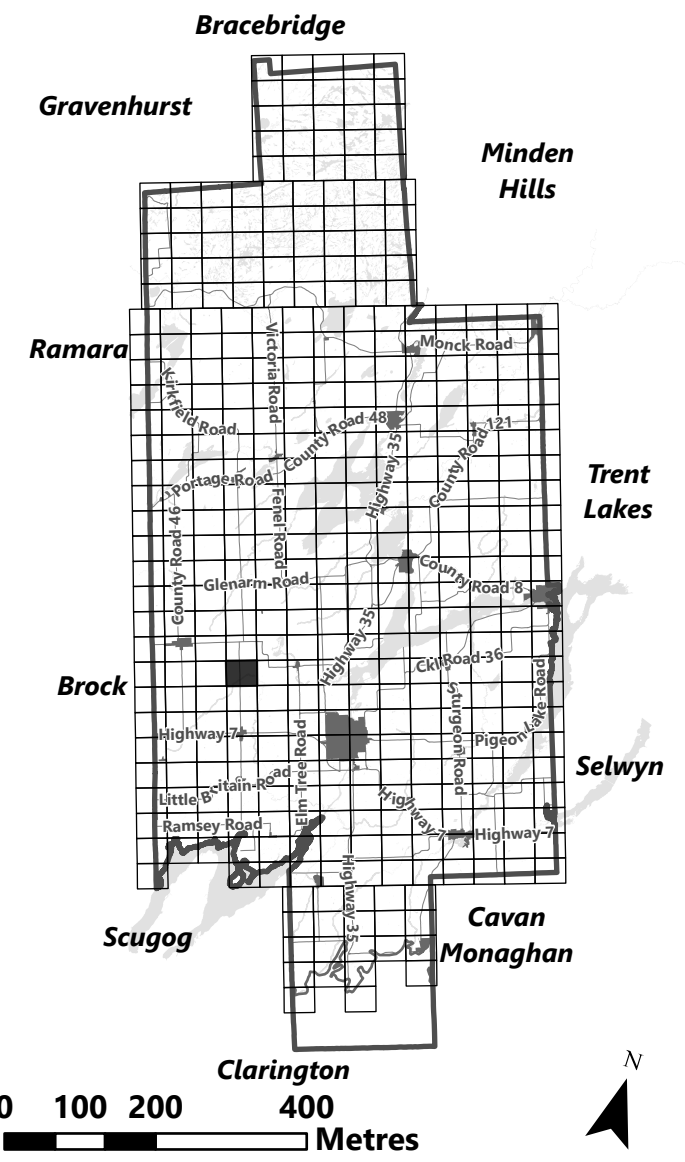 Bracebridge
Gravenhurst
Minden
Hills
Ramara
Victoria Road
Monck Road
Kirkfield Road
County Road 48
County Road 121
Highway 35
Portage Road
Trent
Lakes
County Road 46
Fenel Road
Glenarm Road
County Road 8
Highway 35
Ckl Road 36
Brock
Sturgeon Road
Pigeon Lake Road
Highway 7
Elm Tree Road
Selwyn
Little Britain Road
Highway 7
Ramsey Road
Highway 7
Highway 35
Scugog
Cavan
Monaghan
Clarington
N
0 100 200 400
Metres